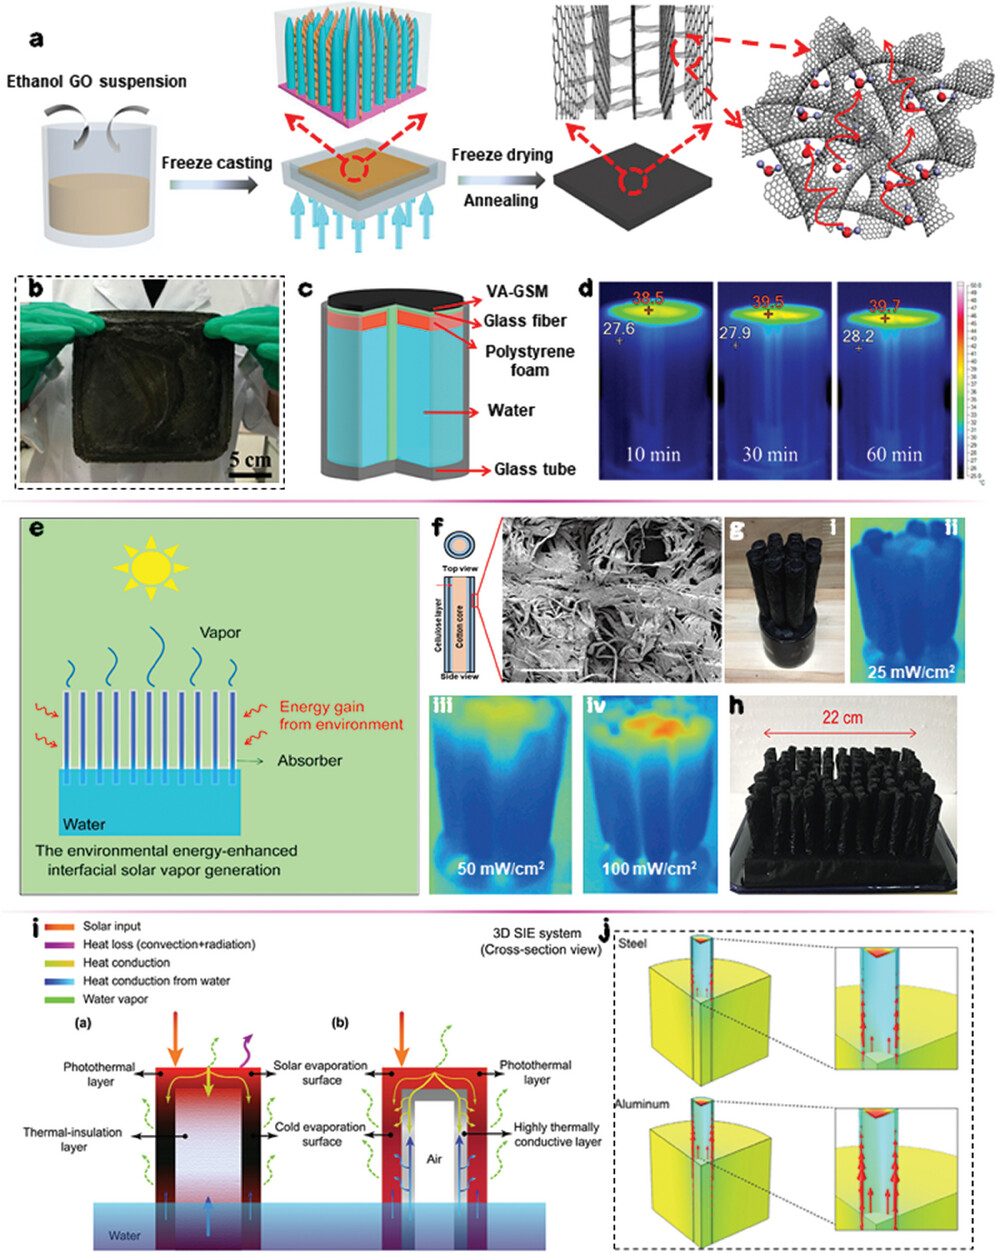 a
Ethanol GO suspension
Freeze casting
Freeze drying
Annealing
b
5 cm
c
VA-GSM
Glass fiber
Polystyrene
foam
Water
Glass tube
d
38.5
27.6
10 min
39.5
27.9
30 min
39.7
28.2
60 min
e
Vapor
Energy gain
from environment
Absorber
Water
The environmental energy-enhanced
interfacial solar vapor generation
f
Top view
Cellulose layer
Cotton core
Side view
g
i
ii
25 mW/cm²
iii
50 mW/cm²
iv
100 mW/cm²
h
22 cm
i
Solar input
Heat loss (convection+radiation)
Heat conduction
Heat conduction from water
Water vapor
3D SIE system
(Cross-section view)
(a)
(b)
Photothermal
layer
Solar evaporation
surface
Photothermal
layer
Thermal-insulation
layer
Cold evaporation
surface
Highly thermally
conductive layer
Air
Water
j
Steel
Aluminum